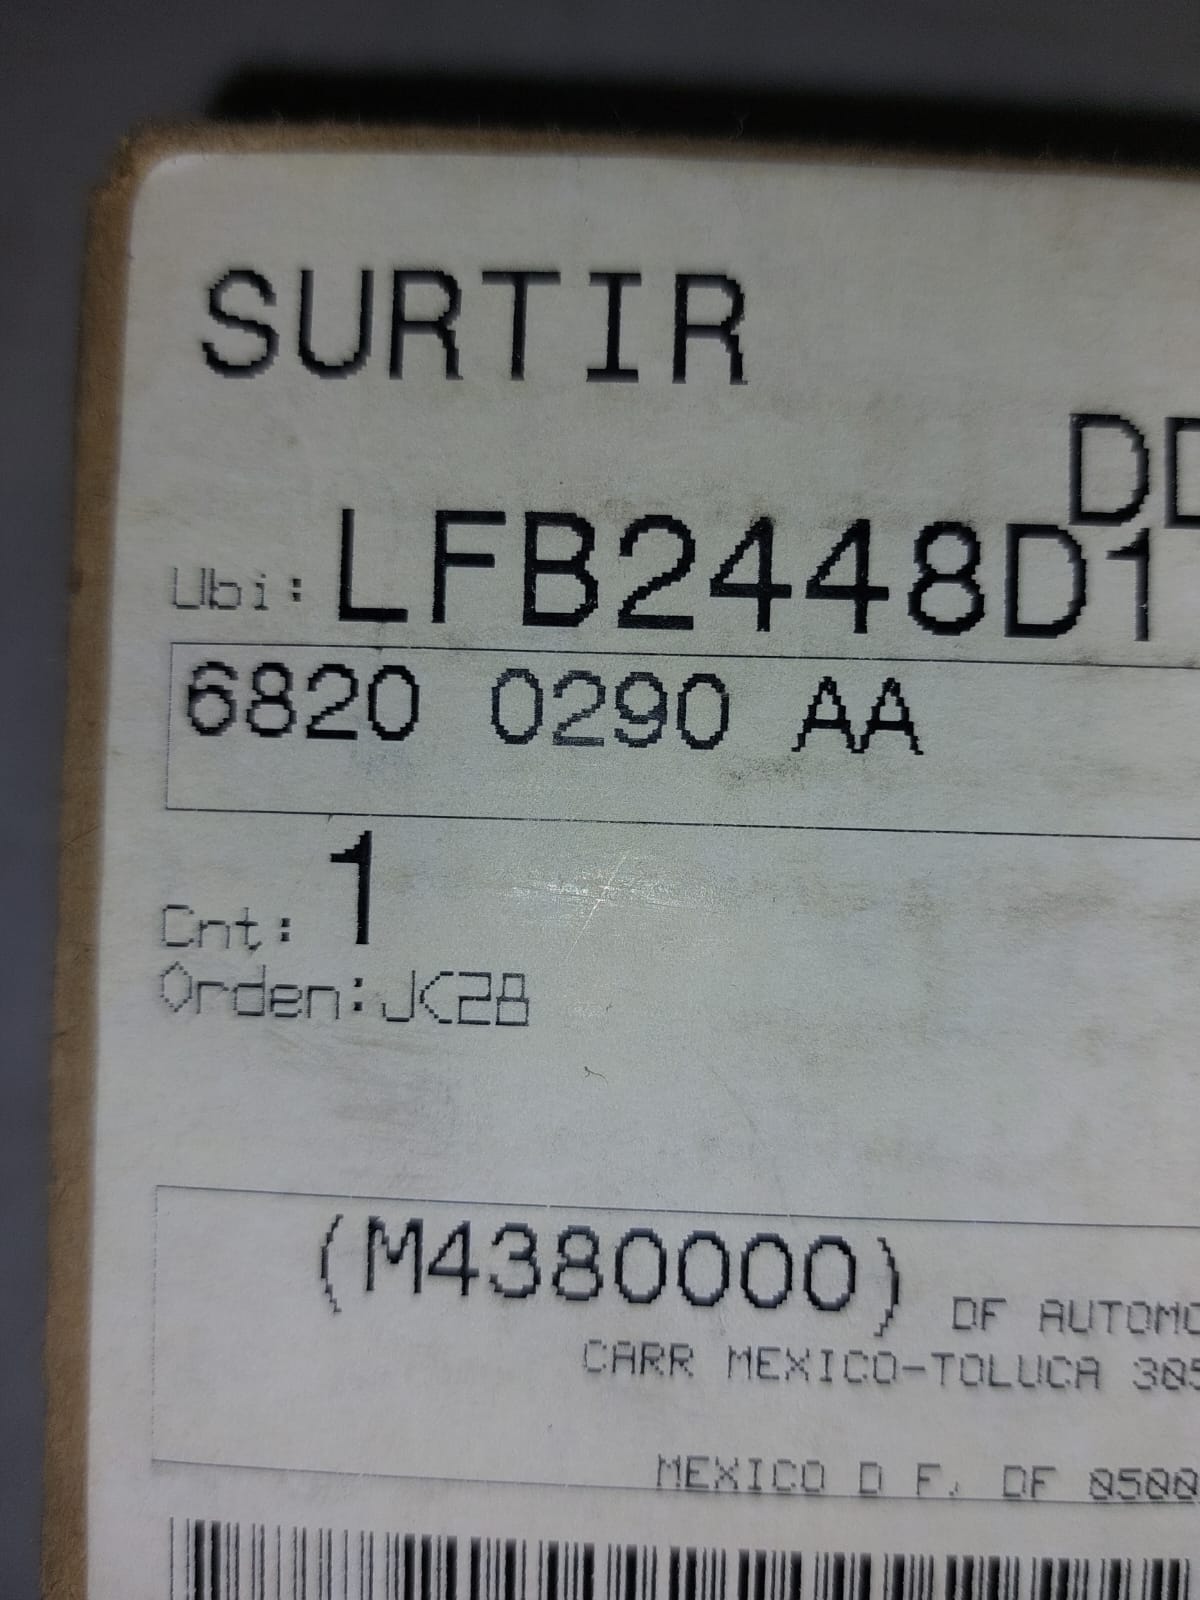 SURTIR
DD
Ubi: LFB2448D1
6820 0290 AA
Cnt: 1
Orden:JK28
(M4380000) DF AUTOMO
CARR MEXICO-TOLUCA 305
MEXICO D F, DF 0500